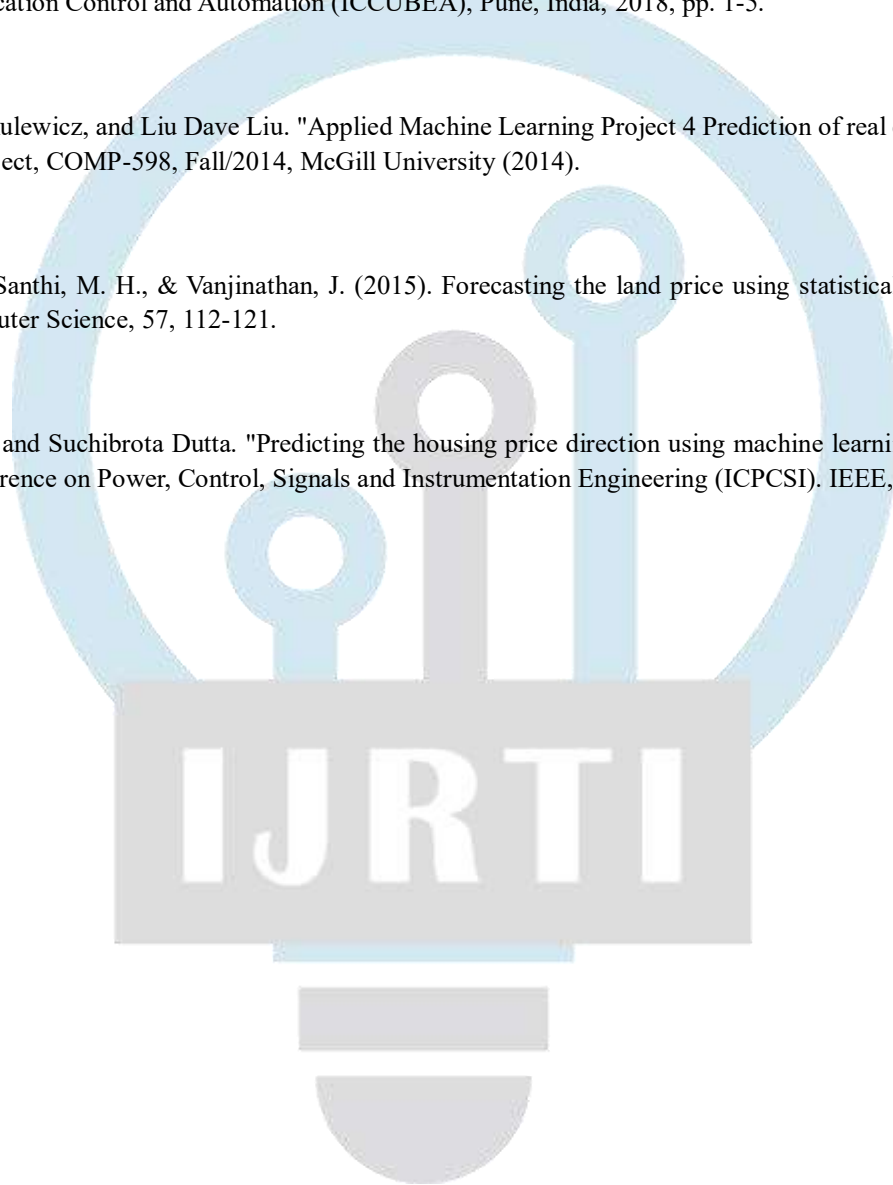 cation Control and Automation (ICCUBEA), Pune, India, 2018, pp. 1-5.
ulewicz, and Liu Dave Liu. "Applied Machine Learning Project 4 Prediction of real
ect, COMP-598, Fall/2014, McGill University (2014).
Santhi, M. H., & Vanjinathan, J. (2015). Forecasting the land price using statistical
uter Science, 57, 112-121.
and Suchibrota Dutta. "Predicting the housing price direction using machine learni
rence on Power, Control, Signals and Instrumentation Engineering (ICPCSI). IEEE,
IJRTI